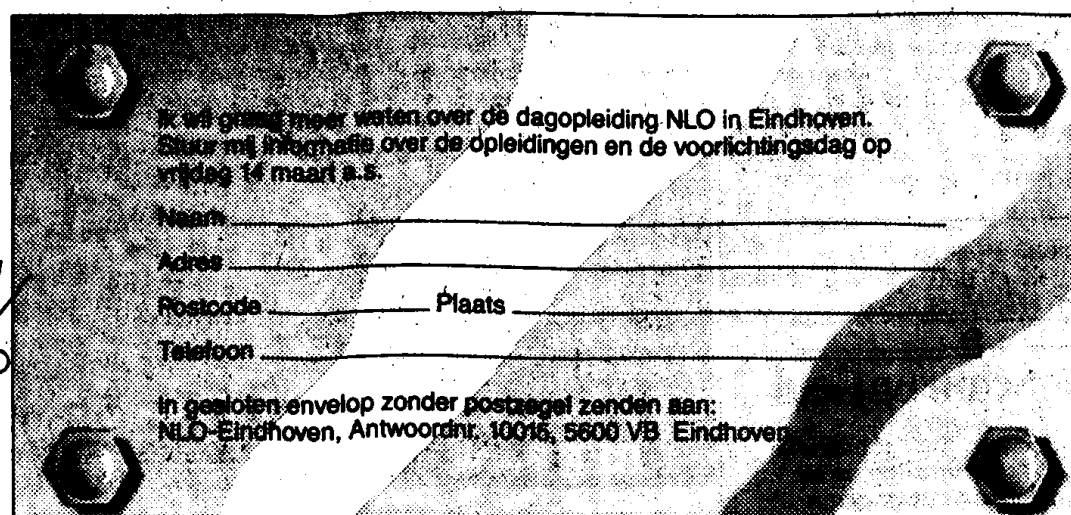 Ik wil graag meer weten over de dagopleiding NLO in Eindhoven.
Stuur mij informatie over de opleidingen en de voorlichtingsdag op
vrijdag 14 maart a.s.
Naam
Adres
Postcode Plaats
Telefoon
In gesloten envelop zonder postzegel zenden aan:
NLO-Eindhoven, Antwoordnr. 10015, 5600 VB Eindhoven